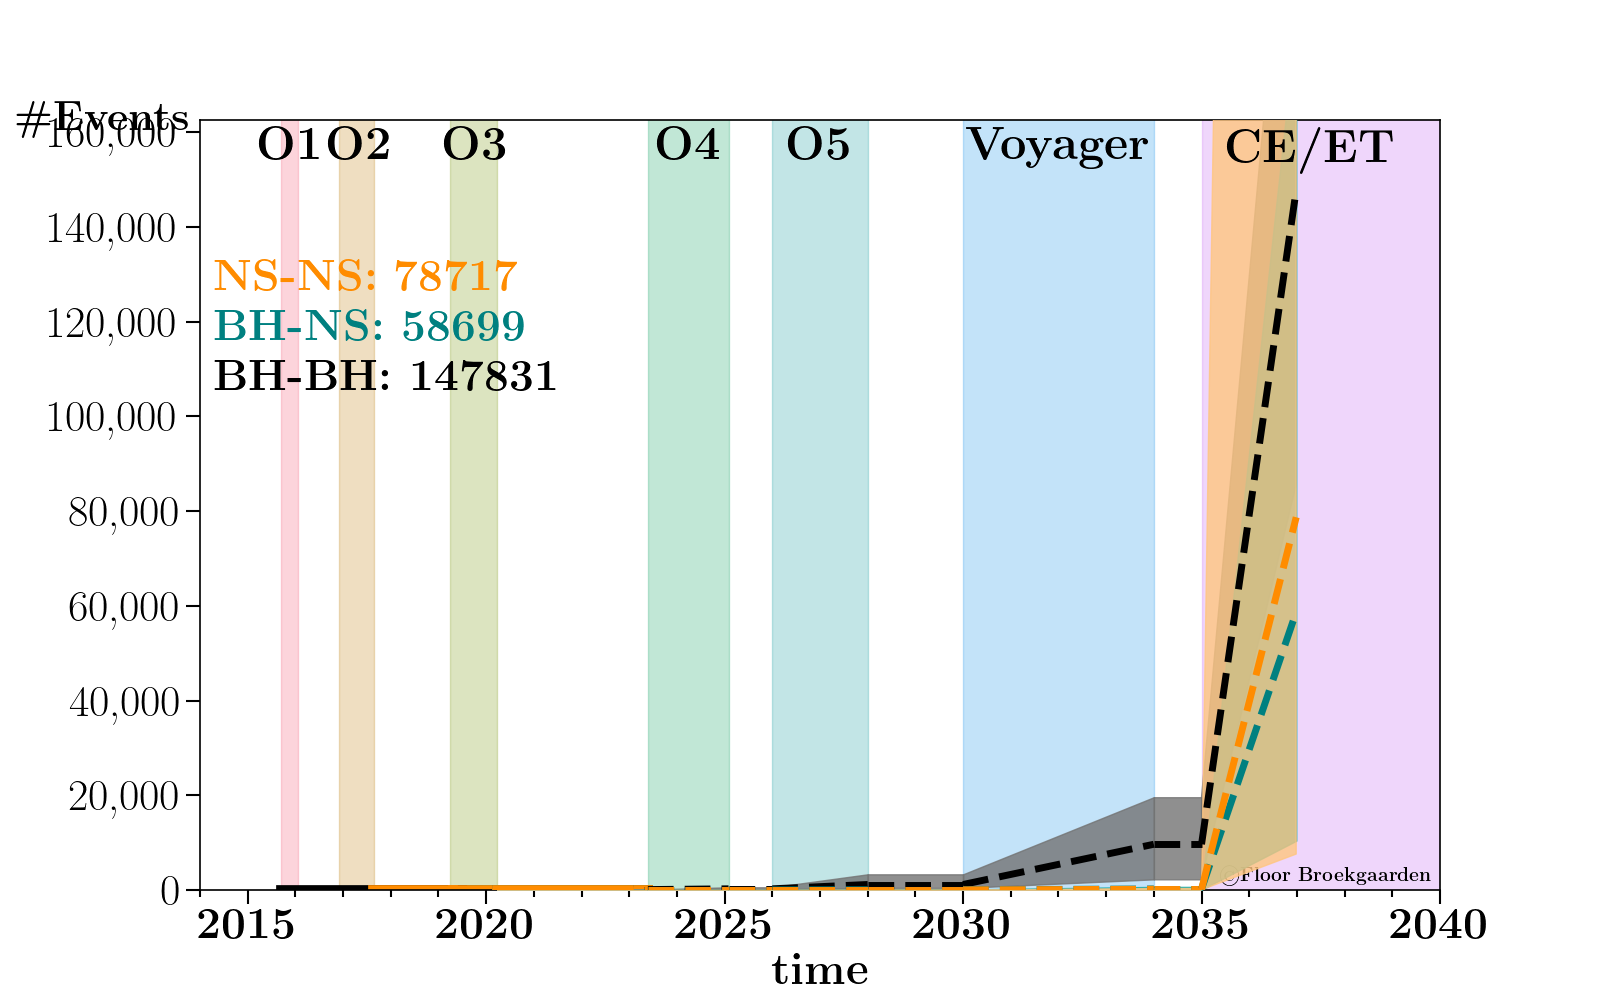 #Events
160,000
O1 O2 O3 O4 O5 Voyager CE/ET
140,000
NS-NS: 78717
120,000
BH-NS: 58699
BH-BH: 147831
100,000
80,000
60,000
40,000
20,000
©Floor Broekgaarden
0
2015 2020 2025 2030 2035 2040
time